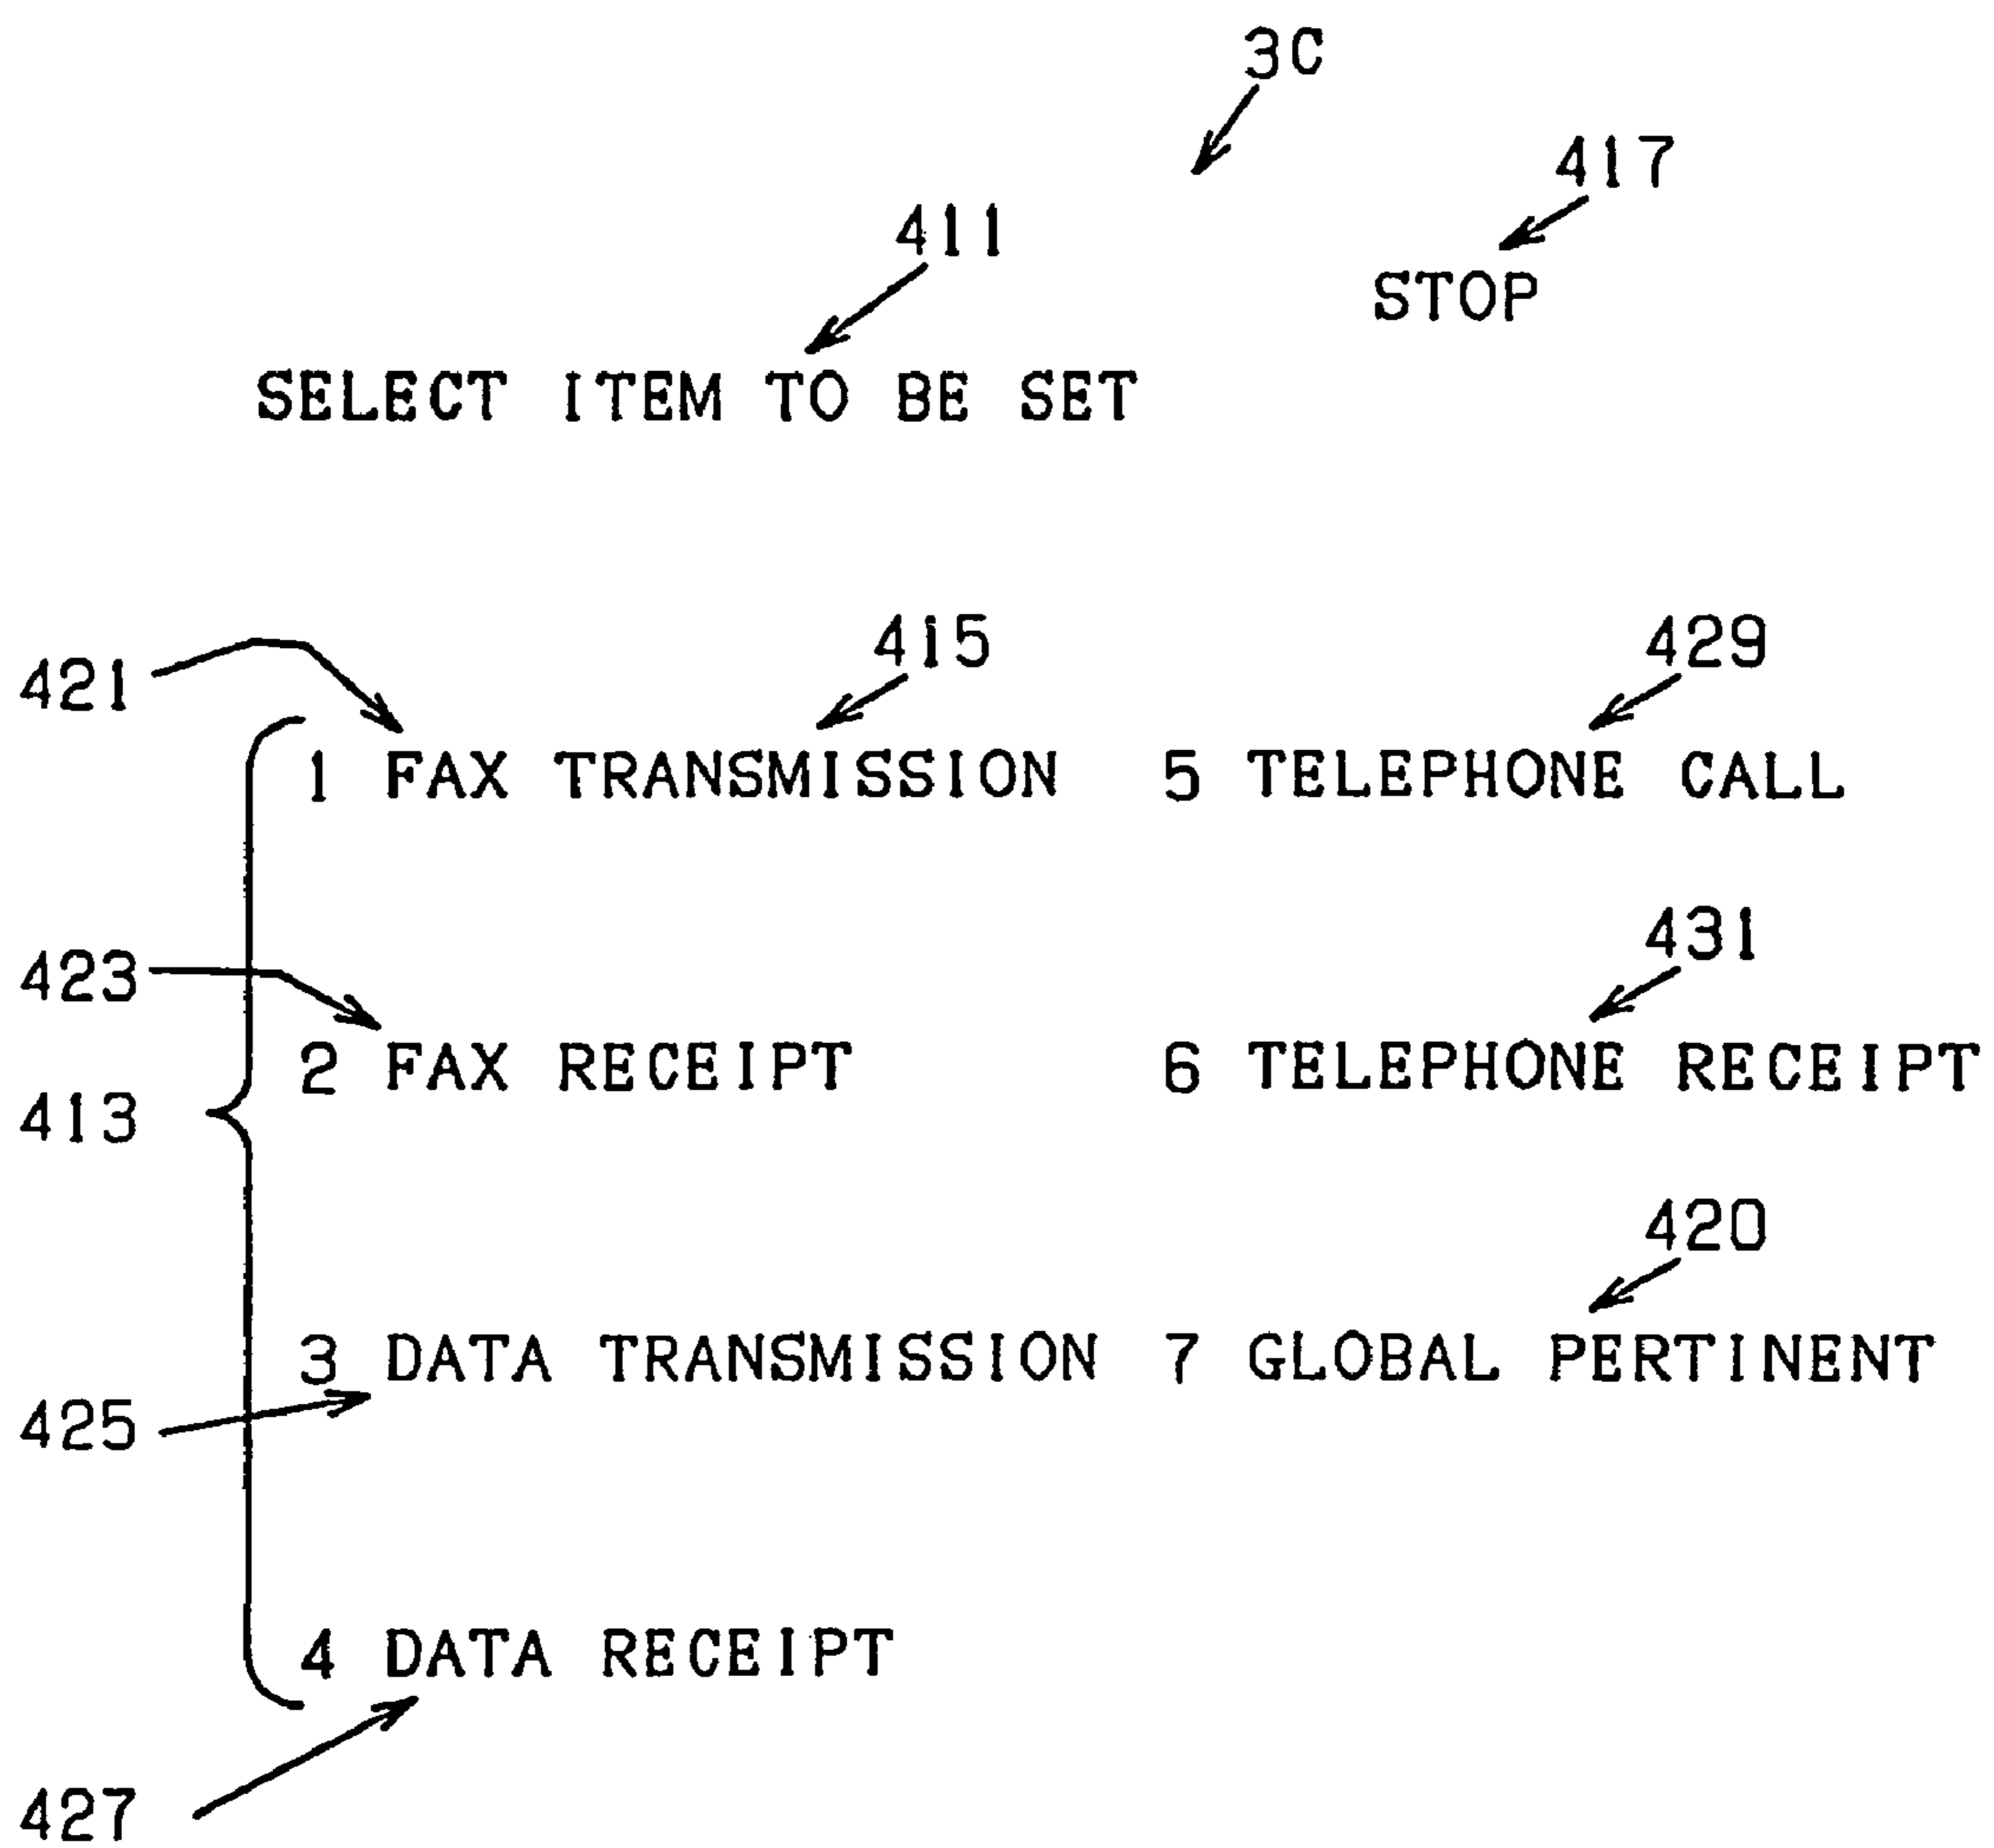 3C
417
411
STOP
SELECT ITEM TO BE SET
415
429
421
1 FAX TRANSMISSION 5 TELEPHONE CALL
431
423
2 FAX RECEIPT 6 TELEPHONE RECEIPT
413
420
3 DATA TRANSMISSION 7 GLOBAL PERTINENT
425
4 DATA RECEIPT
427